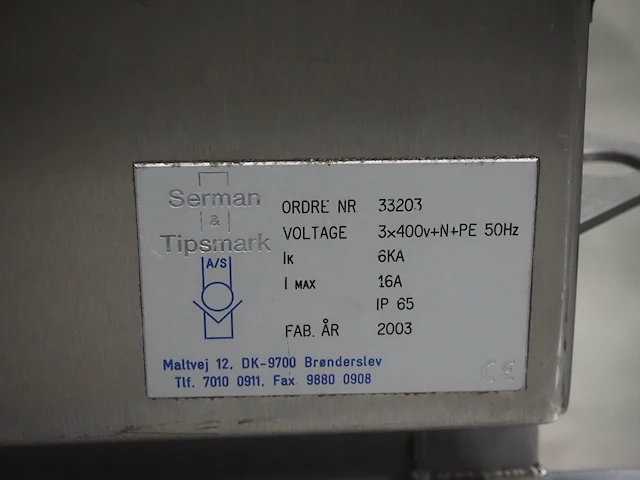 Serman
&
Tipsmark
A/S
ORDRE NR 33203
VOLTAGE 3x400v+N+PE 50Hz
IK 6KA
I MAX 16A
IP 65
FAB. ÅR 2003
Maltvej 12, DK-9700 Brønderslev
Tlf. 7010 0911, Fax 9880 0908
CE